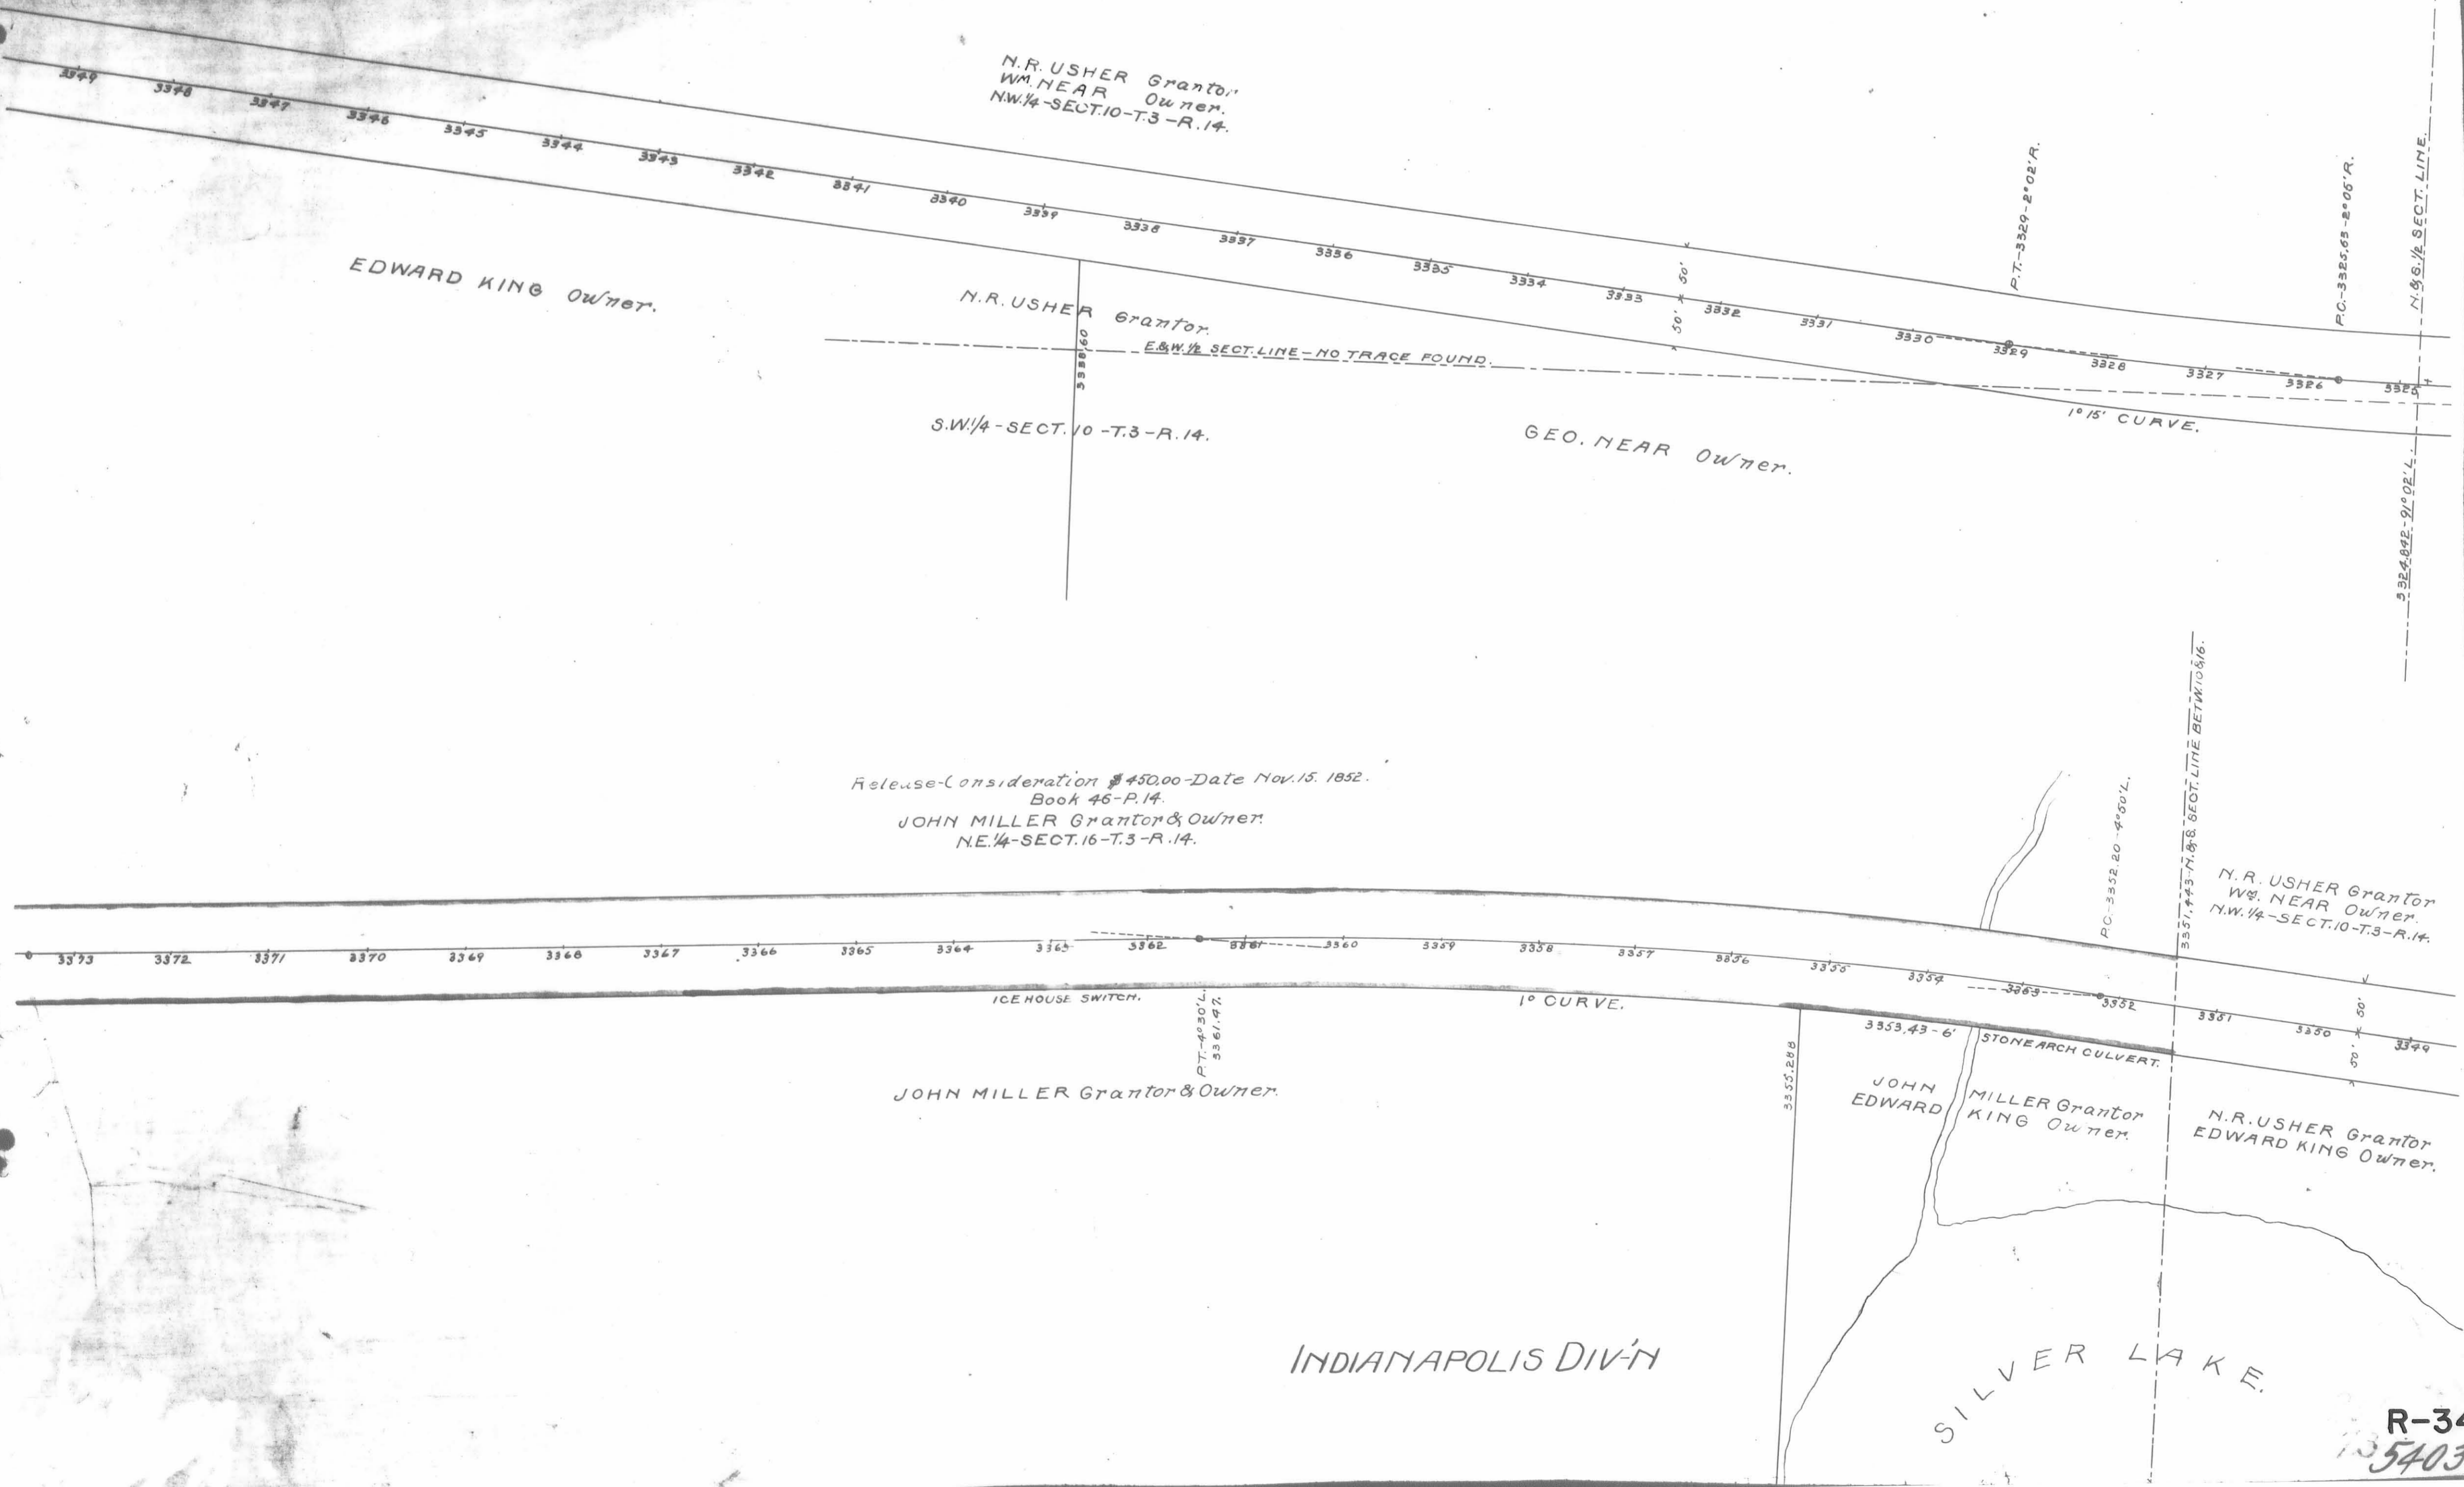 N.R. USHER Grantor
WM. NEAR Owner.
N.W.1/4-SECT.10-T.3-R.14.
3349
3348
3347
3346
3345
3344
3343
3342
3341
3340
3339
3338
3337
3336
3335
3334
3333
3332
3331
3330
3329
3328
3327
3326
3325
50' 50'
P.T.-3329-2°02'R.
P.C.-3325.63-2°05'R.
N.&S.1/2 SECT. LINE.
3324.842-91°02'L.
EDWARD KING Owner.
N.R. USHER Grantor.
3338.60
E.&W.1/2 SECT. LINE-NO TRACE FOUND.
S.W.1/4-SECT.10-T.3-R.14.
GEO. NEAR Owner.
1°15' CURVE.
Release-Consideration $450.00-Date Nov.15. 1852.
Book 46-P.14.
JOHN MILLER Grantor & Owner.
N.E.1/4-SECT.16-T.3-R.14.
P.C.-3352.20-4°50'L.
3351.443-N.&S. SECT. LINE BETW.10&16.
N.R. USHER Grantor
WM. NEAR Owner.
N.W.1/4-SECT.10-T.3-R.14.
3373
3372
3371
3370
3369
3368
3367
3366
3365
3364
3363
3362
3361
3360
3359
3358
3357
3356
3355
3354
3353
3352
3351
3350
3349
50' 50'
ICE HOUSE SWITCH.
P.T.-4°30'L.
3361.47.
1° CURVE.
3353.43-6' STONE ARCH CULVERT.
3355.288
JOHN MILLER Grantor & Owner.
JOHN MILLER Grantor
EDWARD KING Owner.
N.R. USHER Grantor
EDWARD KING Owner.
INDIANAPOLIS DIV'N
SILVER LAKE.
R-34
5403